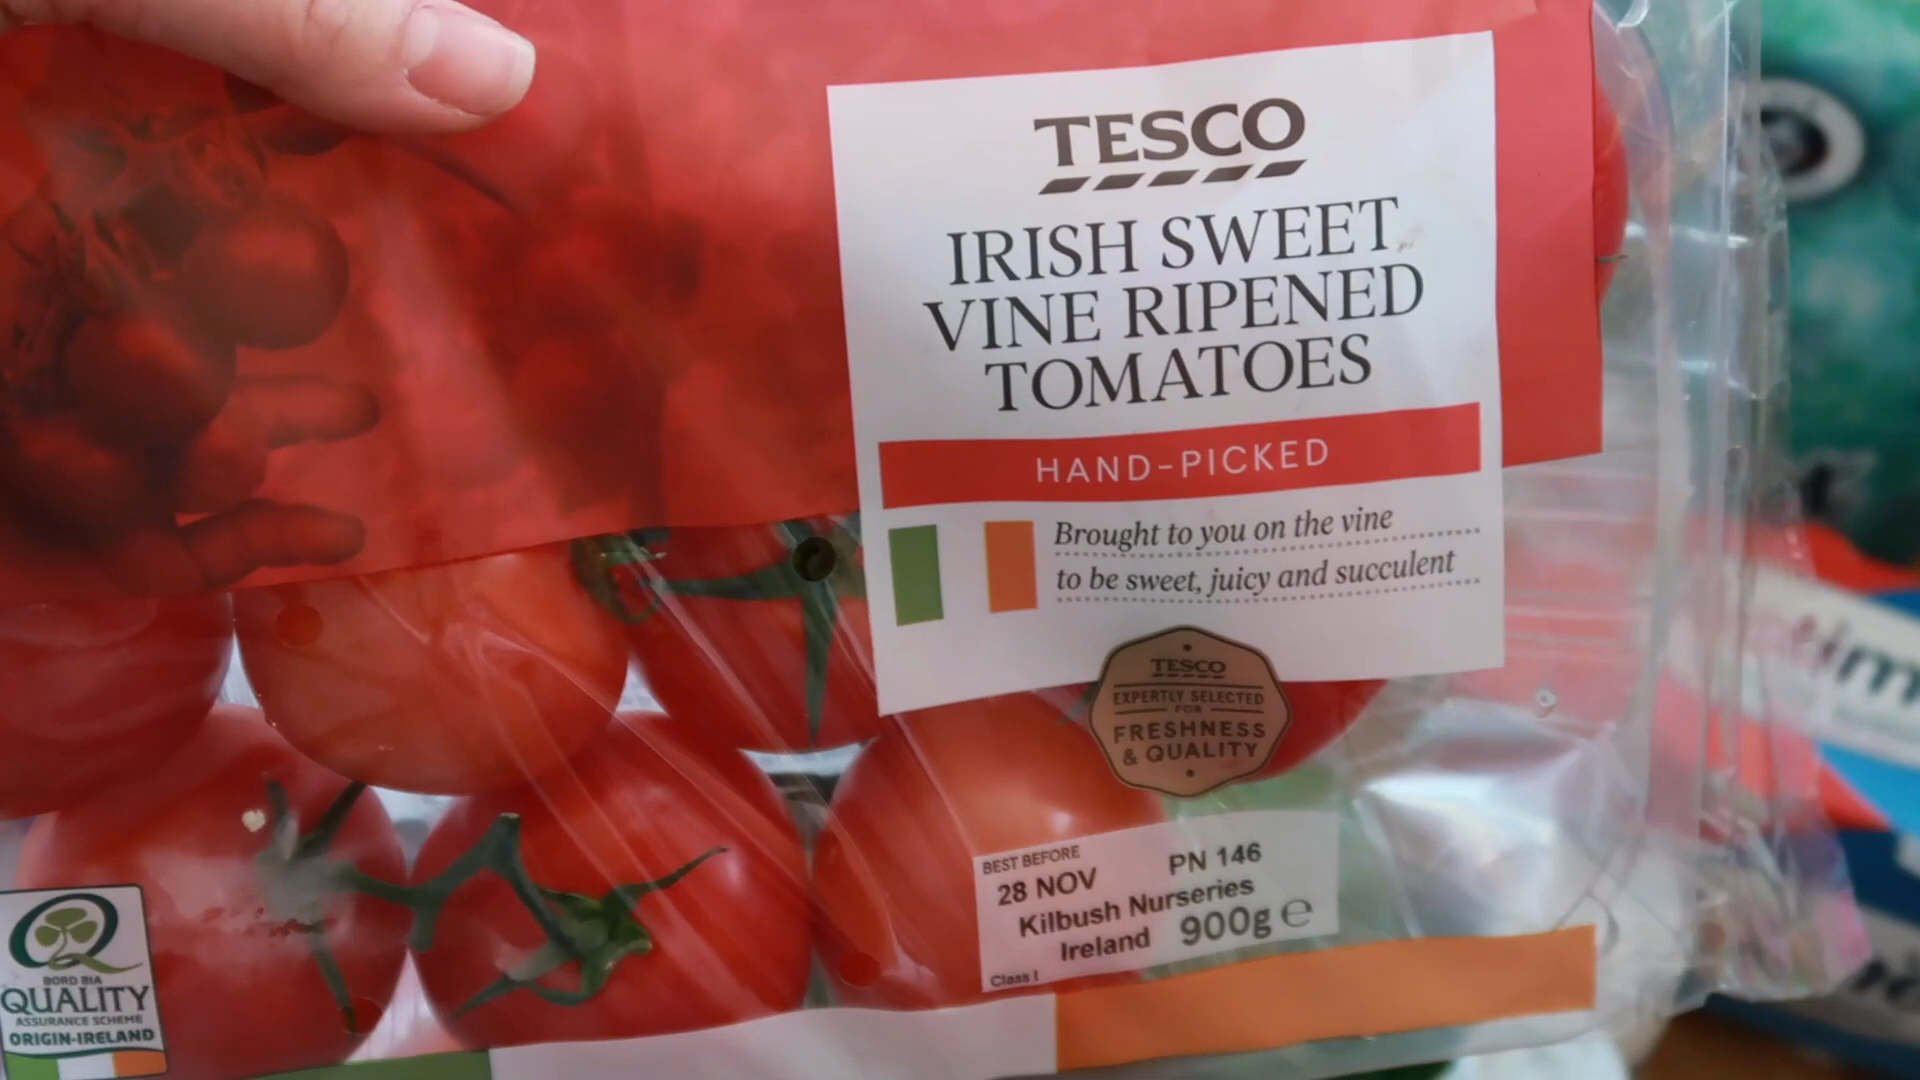 TESCO
IRISH SWEET
VINE RIPENED
TOMATOES
HAND-PICKED
Brought to you on the vine
to be sweet, juicy and succulent
TESCO
EXPERTLY SELECTED
FOR
FRESHNESS
& QUALITY
BEST BEFORE
28 NOV PN 146
Kilbush Nurseries
Ireland 900g e
Class I
BORD BIA
QUALITY
ASSURANCE SCHEME
ORIGIN-IRELAND